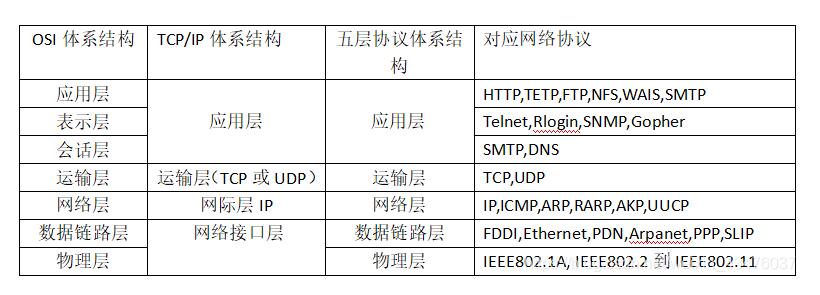 OSI 体系结构 TCP/IP 体系结构 五层协议体系结构 对应网络协议
应用层 HTTP,TETP,FTP,NFS,WAIS,SMTP
表示层 应用层 应用层 Telnet,Rlogin,SNMP,Gopher
会话层 SMTP,DNS
运输层 运输层(TCP 或 UDP) 运输层 TCP,UDP
网络层 网际层 IP 网络层 IP,ICMP,ARP,RARP,AKP,UUCP
数据链路层 网络接口层 数据链路层 FDDI,Ethernet,PDN,Arpanet,PPP,SLIP
物理层 物理层 IEEE802.1A, IEEE802.2 到 IEEE802.11